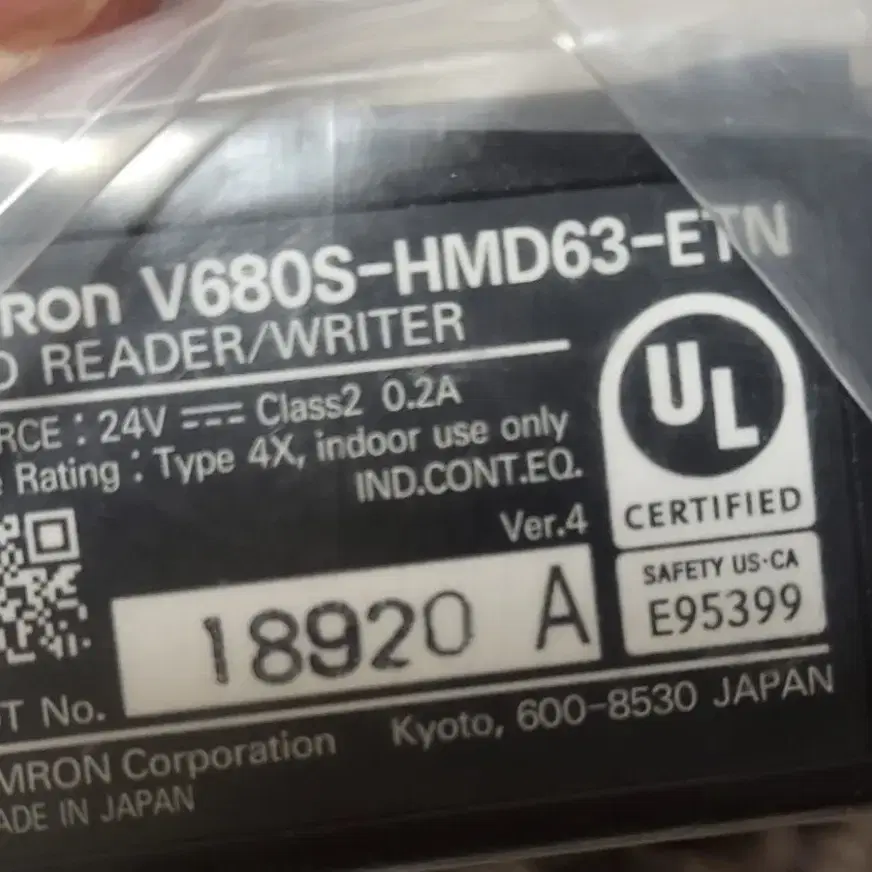 RON V680S-HMD63-ETN
D READER/WRITER
RCE : 24V Class2 0.2A
e Rating : Type 4X, indoor use only
IND.CONT.EQ.
Ver.4
UL
CERTIFIED
SAFETY US·CA
E95399
18920 A
T No.
MRON Corporation Kyoto, 600-8530 JAPAN
ADE IN JAPAN